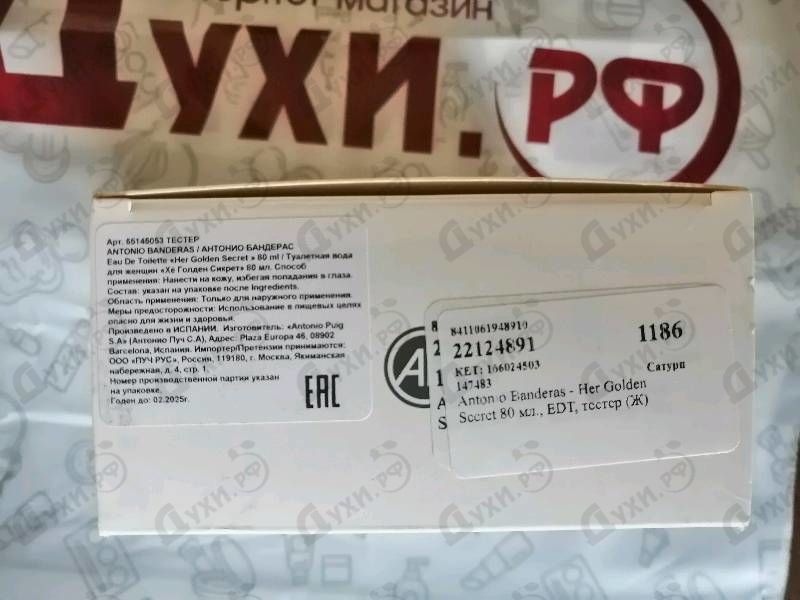 тернет магазин
Духи.рф
Арт. 65145053 ТЕСТЕР
ANTONIO BANDERAS / АНТОНИО БАНДЕРАС
Eau De Toilette «Her Golden Secret » 80 ml / Туалетная вода
для женщин «Хё Голден Сикрет» 80 мл. Способ
применения: Нанести на кожу, избегая попадания в глаза.
Состав: указан на упаковке после Ingredients.
Область применения: Только для наружного применения.
Меры предосторожности: Использование в пищевых целях
опасно для жизни и здоровья.
Произведено в ИСПАНИИ. Изготовитель: «Antonio Puig
S.A» (Антонио Пуч С.А), Адрес: Plaza Europa 46, 08902
Barcelona, Испания. Импортер/Претензии принимаются:
ООО «ПУЧ РУС», Россия, 119180, г. Москва, Якиманская
набережная, д. 4, стр. 1.
Номер производственной партии указан
на упаковке.
Годен до: 02.2025г.
EAC
8411061948910
22124891
1186
КЕТ: 166024503
Сатурн
147483
Antonio Banderas - Her Golden
Secret 80 мл., EDT, тестер (Ж)